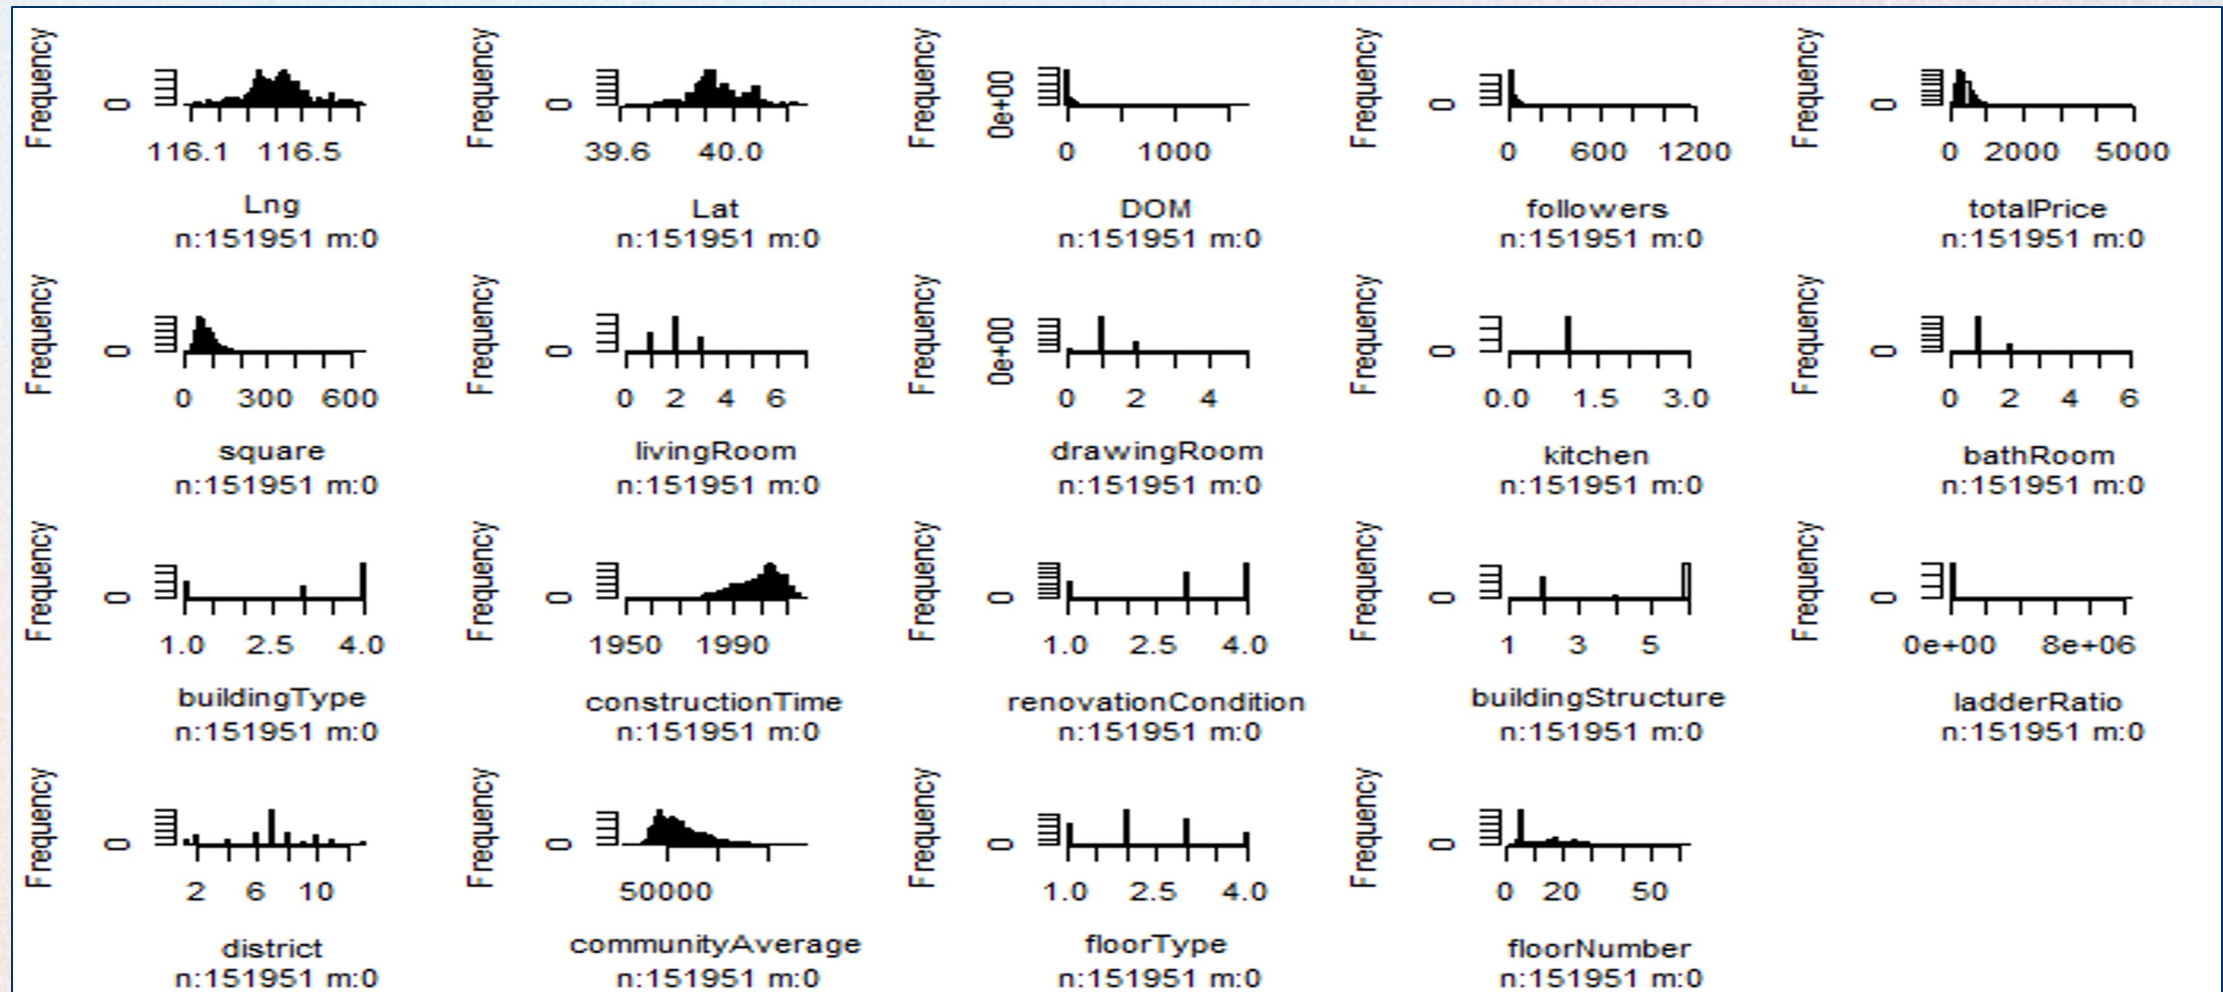 Frequency 0 116.1 116.5 Lng n:151951 m:0
Frequency 0 39.6 40.0 Lat n:151951 m:0
Frequency 0e+00 0 1000 DOM n:151951 m:0
Frequency 0 0 600 1200 followers n:151951 m:0
Frequency 0 0 2000 5000 totalPrice n:151951 m:0
Frequency 0 0 300 600 square n:151951 m:0
Frequency 0 0 2 4 6 livingRoom n:151951 m:0
Frequency 0e+00 0 2 4 drawingRoom n:151951 m:0
Frequency 0 0.0 1.5 3.0 kitchen n:151951 m:0
Frequency 0 0 2 4 6 bathRoom n:151951 m:0
Frequency 0 1.0 2.5 4.0 buildingType n:151951 m:0
Frequency 0 1950 1990 constructionTime n:151951 m:0
Frequency 0 1.0 2.5 4.0 renovationCondition n:151951 m:0
Frequency 0 1 3 5 buildingStructure n:151951 m:0
Frequency 0 0e+00 8e+06 ladderRatio n:151951 m:0
Frequency 0 2 6 10 district n:151951 m:0
Frequency 0 50000 communityAverage n:151951 m:0
Frequency 0 1.0 2.5 4.0 floorType n:151951 m:0
Frequency 0 0 20 50 floorNumber n:151951 m:0